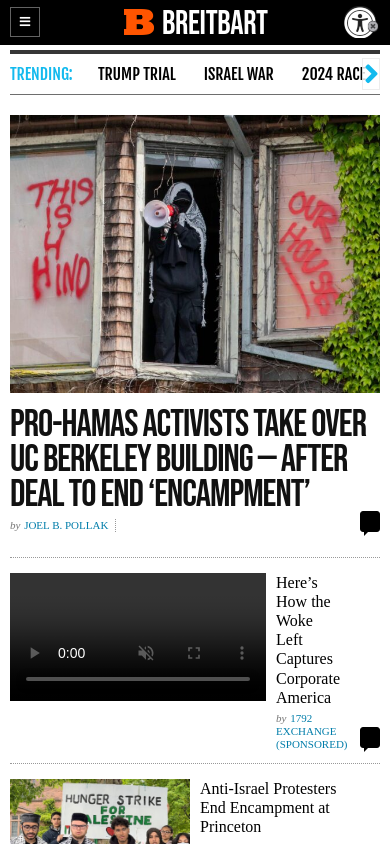 BREITBART
TRENDING:
TRUMP TRIAL
ISRAEL WAR
2024 RACE
THIS
IS
H
HIND
OUR
HOUSE
PRO-HAMAS ACTIVISTS TAKE OVER
UC BERKELEY BUILDING — AFTER
DEAL TO END ‘ENCAMPMENT’
by JOEL B. POLLAK
0:00
Here’s
How the
Woke
Left
Captures
Corporate
America
by 1792
EXCHANGE
(SPONSORED)
HUNGER STRIKE
FOR
PALESTINE
Anti-Israel Protesters
End Encampment at
Princeton